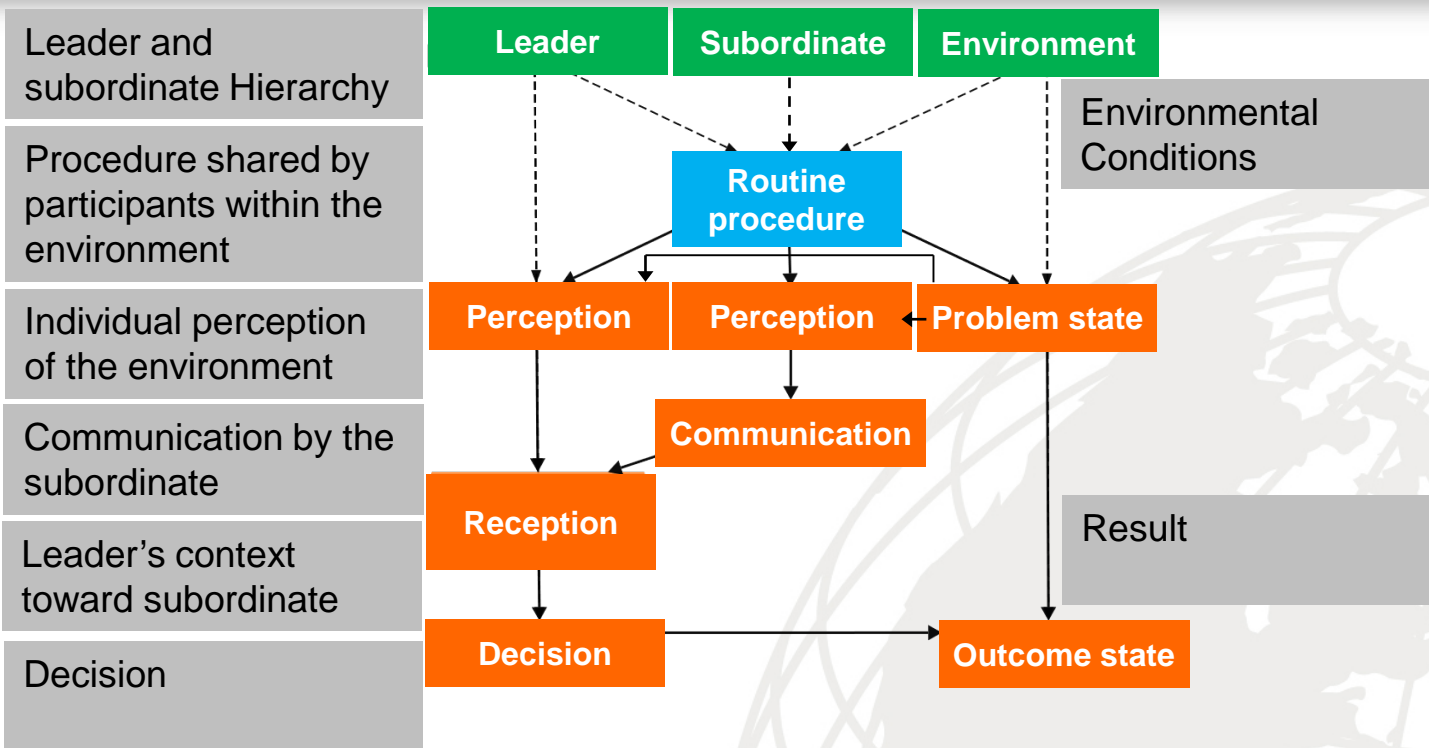 Leader and
subordinate Hierarchy
Leader
Subordinate
Environment
Environmental
Conditions
Procedure shared by
participants within the
environment
Routine
procedure
Individual perception
of the environment
Perception
Perception
Problem state
Communication by the
subordinate
Communication
Reception
Leader’s context
toward subordinate
Result
Decision
Decision
Outcome state